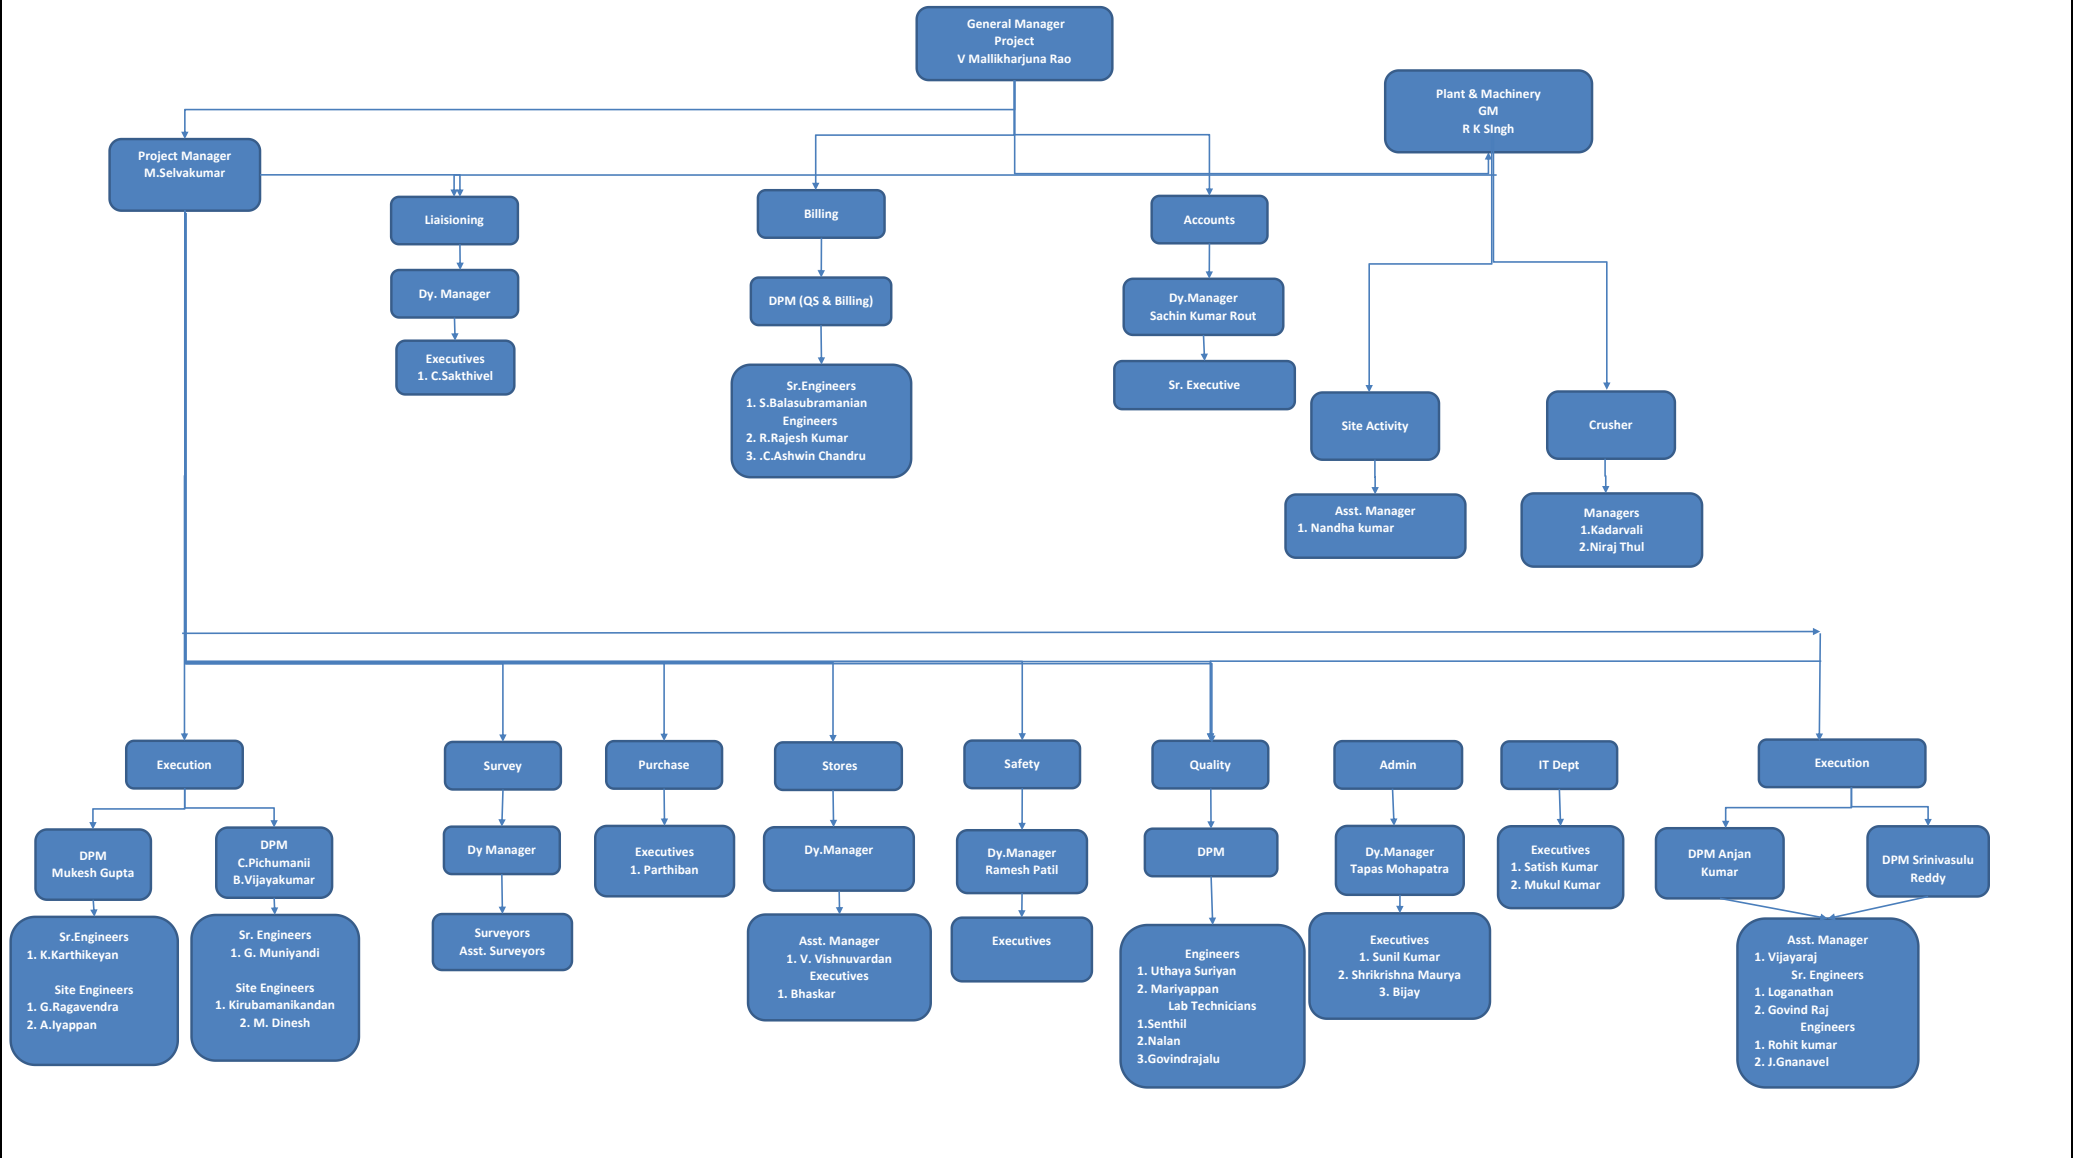 General Manager
Project
V Mallikharjuna Rao
Plant & Machinery
GM
R K SIngh
Project Manager
M.Selvakumar
Liaisioning
Billing
Accounts
Dy. Manager
DPM (QS & Billing)
Dy.Manager
Sachin Kumar Rout
Executives
1. C.Sakthivel
Sr.Engineers
1. S.Balasubramanian
Engineers
2. R.Rajesh Kumar
3. .C.Ashwin Chandru
Sr. Executive
Site Activity
Crusher
Asst. Manager
1. Nandha kumar
Managers
1.Kadarvali
2.Niraj Thul
Execution
Survey
Purchase
Stores
Safety
Quality
Admin
IT Dept
Execution
DPM
Mukesh Gupta
DPM
C.Pichumanii
B.Vijayakumar
Dy Manager
Executives
1. Parthiban
Dy.Manager
Dy.Manager
Ramesh Patil
DPM
Dy.Manager
Tapas Mohapatra
Executives
1. Satish Kumar
2. Mukul Kumar
DPM Anjan
Kumar
DPM Srinivasulu
Reddy
Sr.Engineers
1. K.Karthikeyan
Site Engineers
1. G.Ragavendra
2. A.Iyappan
Sr. Engineers
1. G. Muniyandi
Site Engineers
1. Kirubamanikandan
2. M. Dinesh
Surveyors
Asst. Surveyors
Asst. Manager
1. V. Vishnuvardan
Executives
1. Bhaskar
Executives
Engineers
1. Uthaya Suriyan
2. Mariyappan
Lab Technicians
1.Senthil
2.Nalan
3.Govindrajalu
Executives
1. Sunil Kumar
2. Shrikrishna Maurya
3. Bijay
Asst. Manager
1. Vijayaraj
Sr. Engineers
1. Loganathan
2. Govind Raj
Engineers
1. Rohit kumar
2. J.Gnanavel